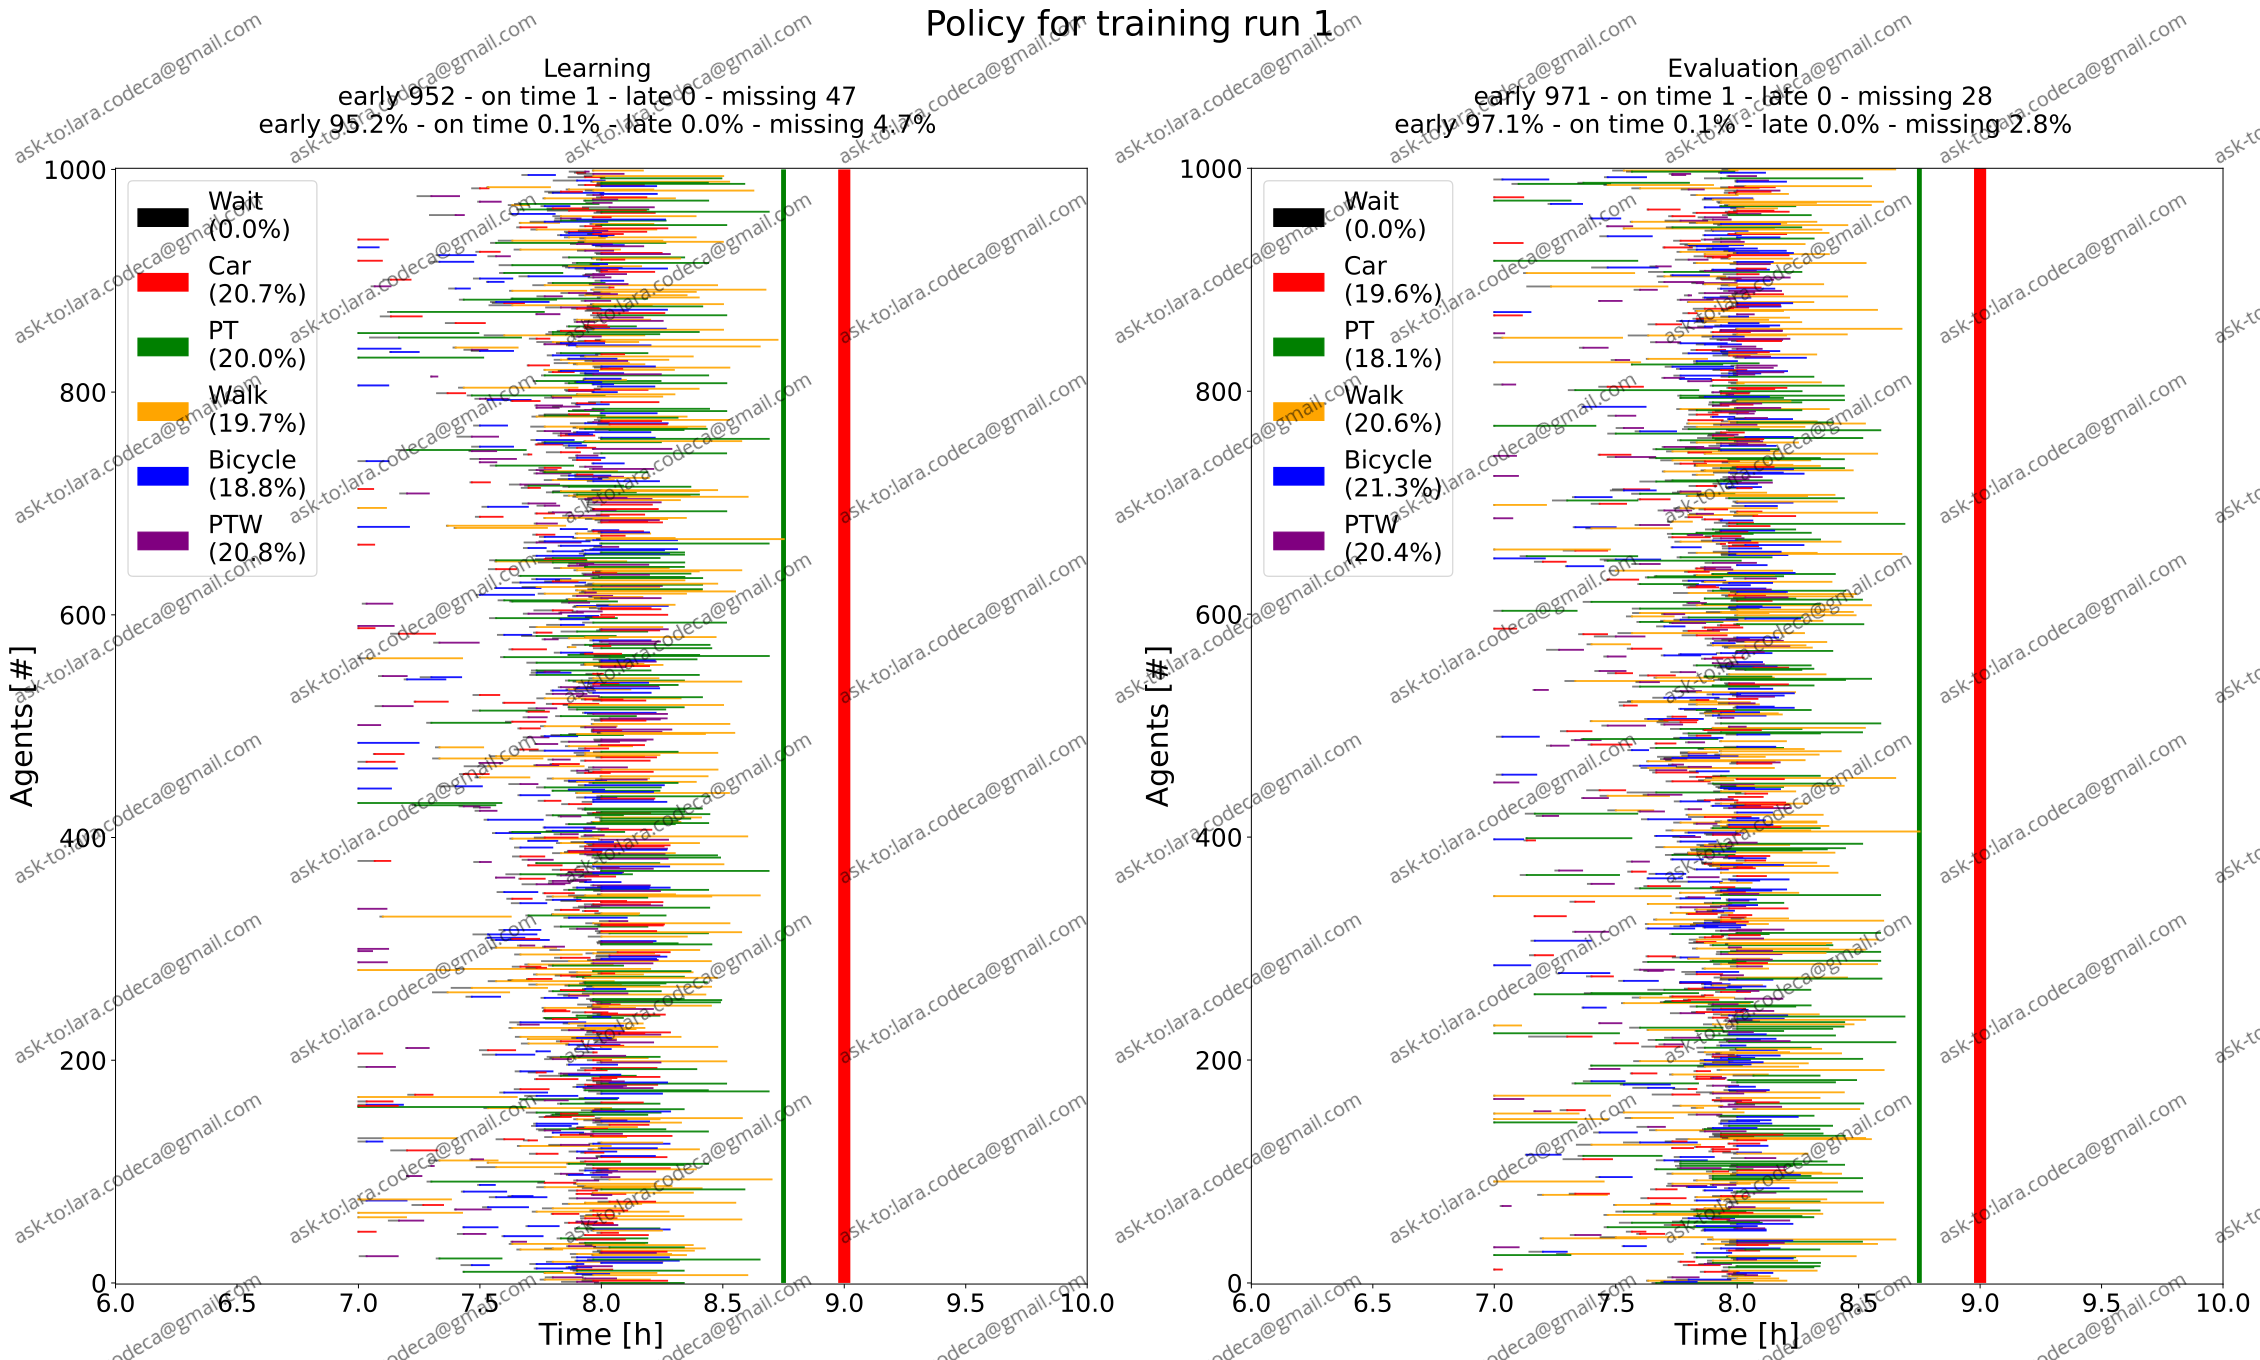 Policy for training run 1
Learning
early 952 - on time 1 - late 0 - missing 47
early 95.2% - on time 0.1% - late 0.0% - missing 4.7%
Agents [#]
1000
800
600
400
200
0
Wait
(0.0%)
Car
(20.7%)
PT
(20.0%)
Walk
(19.7%)
Bicycle
(18.8%)
PTW
(20.8%)
6.0 6.5 7.0 7.5 8.0 8.5 9.0 9.5 10.0
Time [h]
Evaluation
early 971 - on time 1 - late 0 - missing 28
early 97.1% - on time 0.1% - late 0.0% - missing 2.8%
Agents [#]
1000
800
600
400
200
0
Wait
(0.0%)
Car
(19.6%)
PT
(18.1%)
Walk
(20.6%)
Bicycle
(21.3%)
PTW
(20.4%)
6.0 6.5 7.0 7.5 8.0 8.5 9.0 9.5 10.0
Time [h]
ask-to:lara.codeca@gmail.com